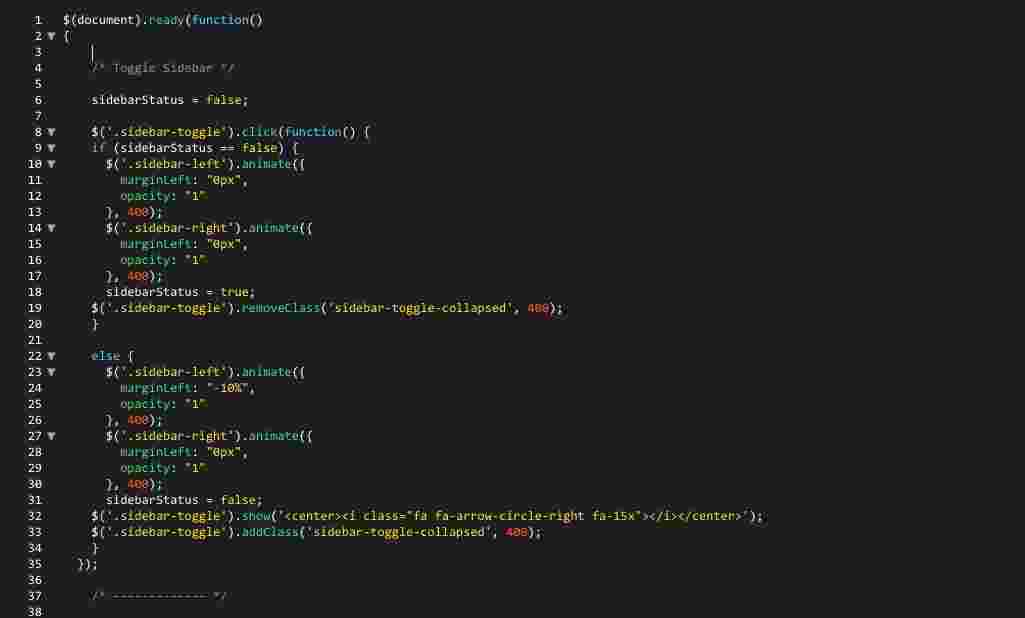 1 $(document).ready(function()
2 {
3
4 /* Toggle Sidebar */
5
6 sidebarStatus = false;
7
8 $('.sidebar-toggle').click(function() {
9 if (sidebarStatus == false) {
10 $('.sidebar-left').animate({
11 marginLeft: "0px",
12 opacity: "1"
13 }, 400);
14 $('.sidebar-right').animate({
15 marginLeft: "0px",
16 opacity: "1"
17 }, 400);
18 sidebarStatus = true;
19 $('.sidebar-toggle').removeClass('sidebar-toggle-collapsed', 400);
20 }
21
22 else {
23 $('.sidebar-left').animate({
24 marginLeft: "-10%",
25 opacity: "1"
26 }, 400);
27 $('.sidebar-right').animate({
28 marginLeft: "0px",
29 opacity: "1"
30 }, 400);
31 sidebarStatus = false;
32 $('.sidebar-toggle').show('<center><i class="fa fa-arrow-circle-right fa-15x"></i></center>');
33 $('.sidebar-toggle').addClass('sidebar-toggle-collapsed', 400);
34 }
35 });
36
37 /* ------------- */
38